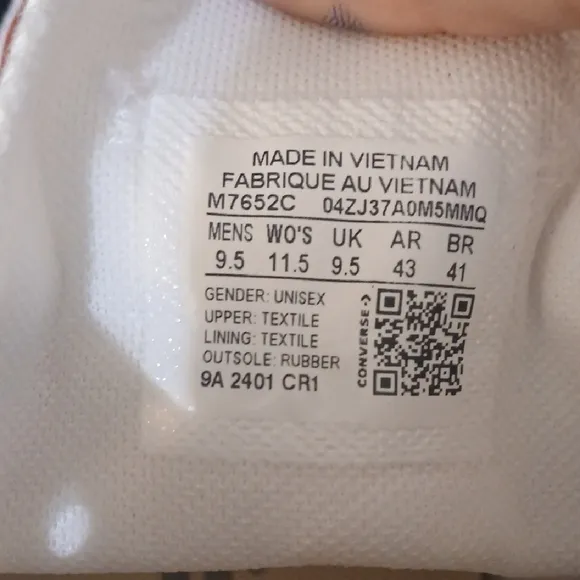 MADE IN VIETNAM
FABRIQUE AU VIETNAM
M7652C 04ZJ37A0M5MMQ
MENS WO'S UK AR BR
9.5 11.5 9.5 43 41
GENDER: UNISEX
UPPER: TEXTILE
LINING: TEXTILE
OUTSOLE: RUBBER
9A 2401 CR1
CONVERSE->